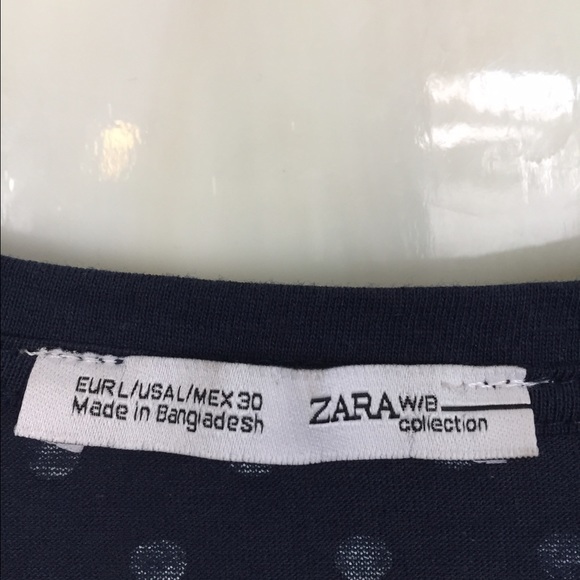 EUR L/USA L/MEX 30
Made in Bangladesh
ZARA W/B
collection